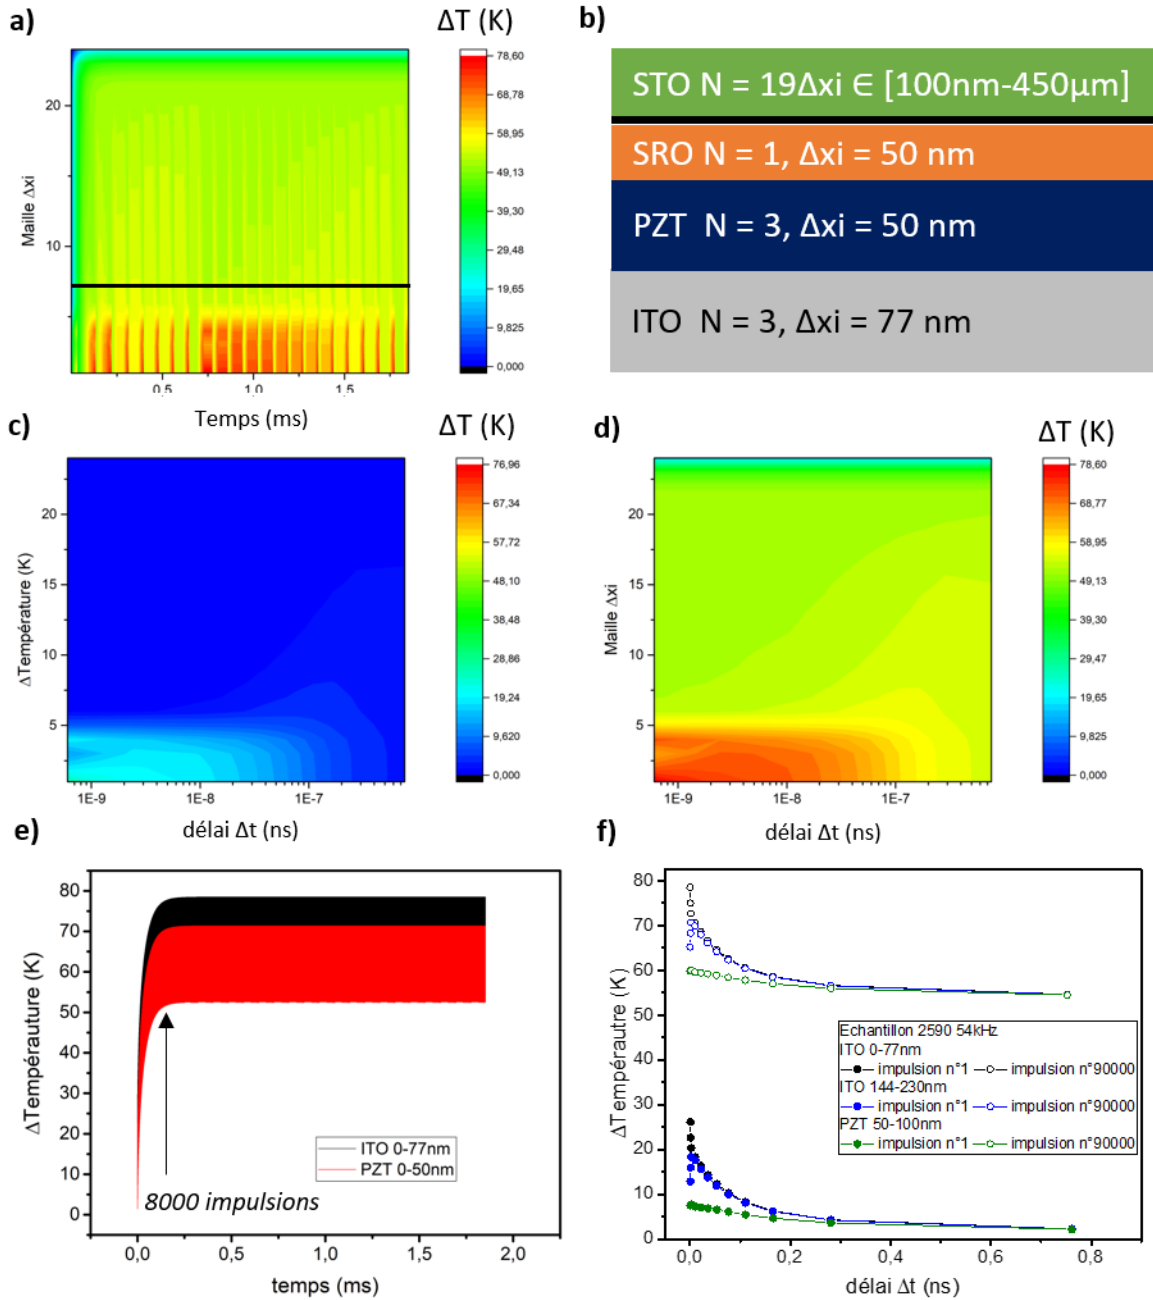 a)
ΔT (K)
78,60
68,78
58,95
49,13
39,30
29,48
19,65
9,825
0,000
Maille Δxi
20
10
0.5
1.0
1.5
Temps (ms)
b)
STO N = 19Δxi ∈ [100nm-450µm]
SRO N = 1, Δxi = 50 nm
PZT N = 3, Δxi = 50 nm
ITO N = 3, Δxi = 77 nm
c)
ΔT (K)
76,96
67,34
57,72
48,10
38,48
28,86
19,24
9,620
0,000
ΔTempérature (K)
20
15
10
5
1E-9
1E-8
1E-7
délai Δt (ns)
d)
ΔT (K)
78,60
68,77
58,95
49,13
39,30
29,47
19,65
9,825
0,000
Maille Δxi
20
15
10
5
1E-9
1E-8
1E-7
délai Δt (ns)
e)
ΔTempérauture (K)
80
70
60
50
40
30
20
10
0
ITO 0-77nm
PZT 0-50nm
8000 impulsions
0,0
0,5
1,0
1,5
2,0
temps (ms)
f)
ΔTempérautre (K)
80
70
60
50
40
30
20
10
0
Echantillon 2590 54kHz
ITO 0-77nm
impulsion n°1 impulsion n°90000
ITO 144-230nm
impulsion n°1 impulsion n°90000
PZT 50-100nm
impulsion n°1 impulsion n°90000
0,0
0,2
0,4
0,6
0,8
délai Δt (ns)